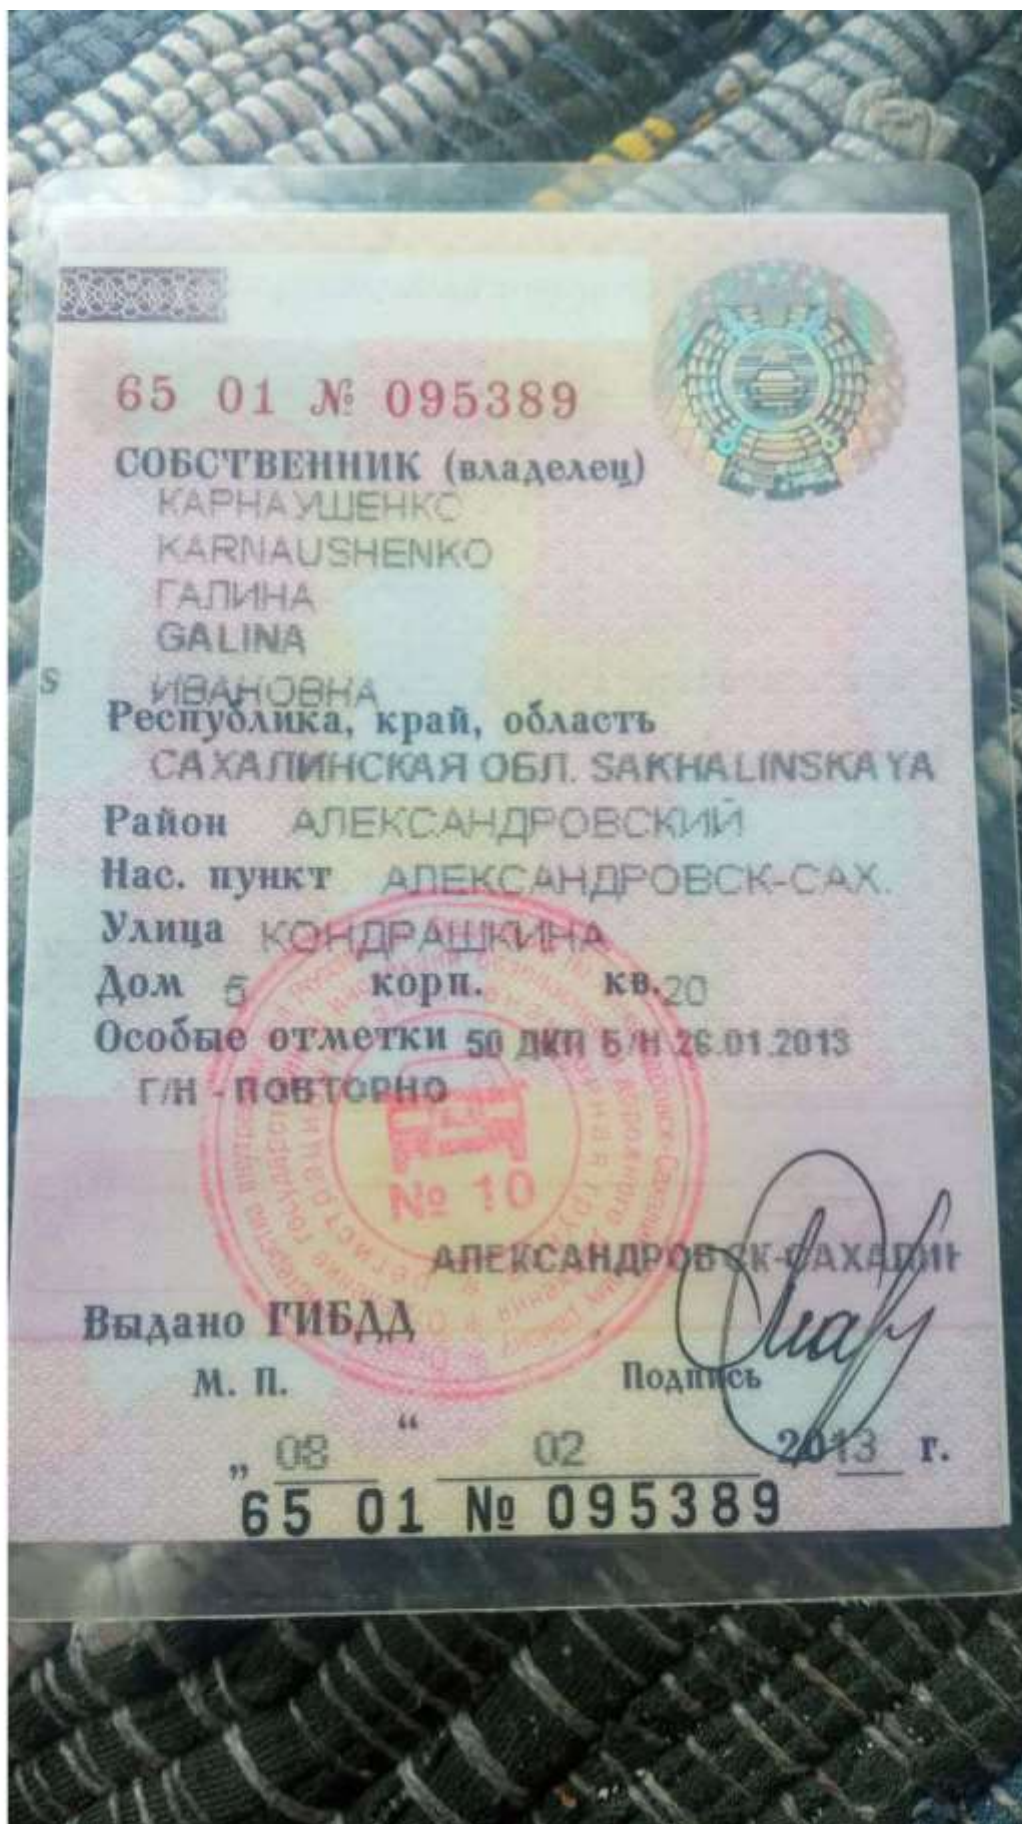 65 01 № 095389
СОБСТВЕННИК (владелец)
КАРНАУШЕНКО
KARNAUSHENKO
ГАЛИНА
GALINA
ИВАНОВНА
Республика, край, область
САХАЛИНСКАЯ ОБЛ. SAKHALINSKAYA
Район АЛЕКСАНДРОВСКИЙ
Нас. пункт АЛЕКСАНДРОВСК-САХ.
Улица КОНДРАШКИНА
Дом 5 корп. кв. 20
Особые отметки 50 ДКП Б/Н 26.01.2013
Г/Н - ПОВТОРНО
№ 10
АЛЕКСАНДРОВСК-САХАЛИН
Выдано ГИБДД
М. П. Подпись
„ 08 “ 02 2013 г.
65 01 № 095389